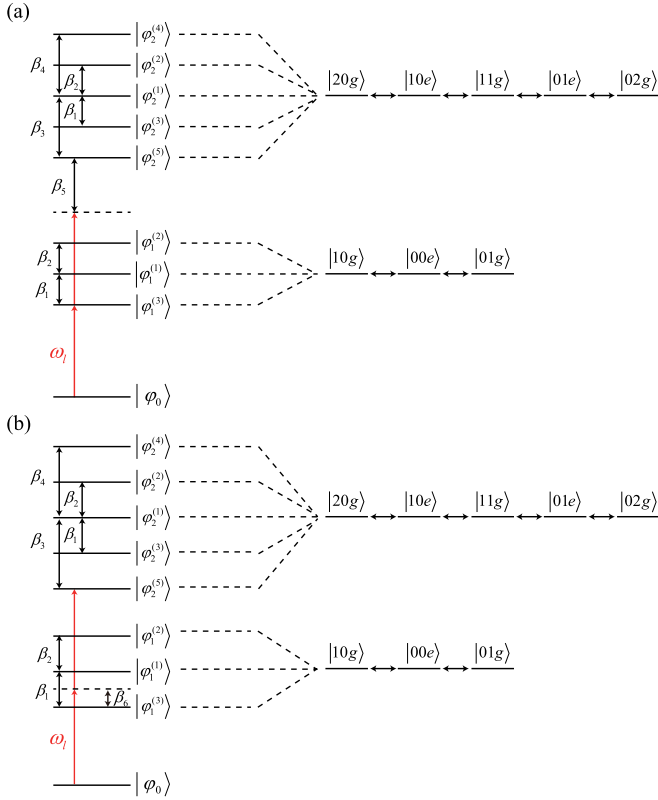 (a)
|φ₂⁽⁴⁾⟩
β₄
β₂
|φ₂⁽²⁾⟩
|φ₂⁽¹⁾⟩
|20g⟩ |10e⟩ |11g⟩ |01e⟩ |02g⟩
β₃
β₁
|φ₂⁽³⁾⟩
|φ₂⁽⁵⁾⟩
β₅
|φ₁⁽²⁾⟩
β₂
|φ₁⁽¹⁾⟩
|10g⟩ |00e⟩ |01g⟩
β₁
|φ₁⁽³⁾⟩
ωₗ
|φ₀⟩
(b)
|φ₂⁽⁴⁾⟩
β₄
β₂
|φ₂⁽²⁾⟩
|φ₂⁽¹⁾⟩
|20g⟩ |10e⟩ |11g⟩ |01e⟩ |02g⟩
β₃
β₁
|φ₂⁽³⁾⟩
|φ₂⁽⁵⁾⟩
|φ₁⁽²⁾⟩
β₂
|φ₁⁽¹⁾⟩
|10g⟩ |00e⟩ |01g⟩
β₁
β₆
|φ₁⁽³⁾⟩
ωₗ
|φ₀⟩